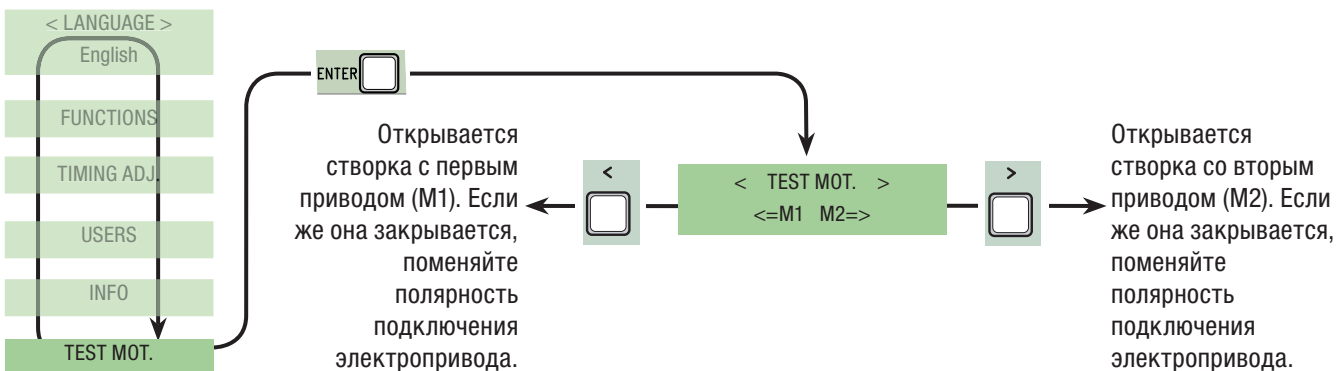 < LANGUAGE >
English
FUNCTIONS
TIMING ADJ.
USERS
INFO
TEST MOT.
ENTER
Открывается
створка с первым
приводом (M1). Если
же она закрывается,
поменяйте
полярность
подключения
электропривода.
<
< TEST MOT. >
<=M1 M2=>
>
Открывается
створка со вторым
приводом (M2). Если
же она закрывается,
поменяйте
полярность
подключения
электропривода.